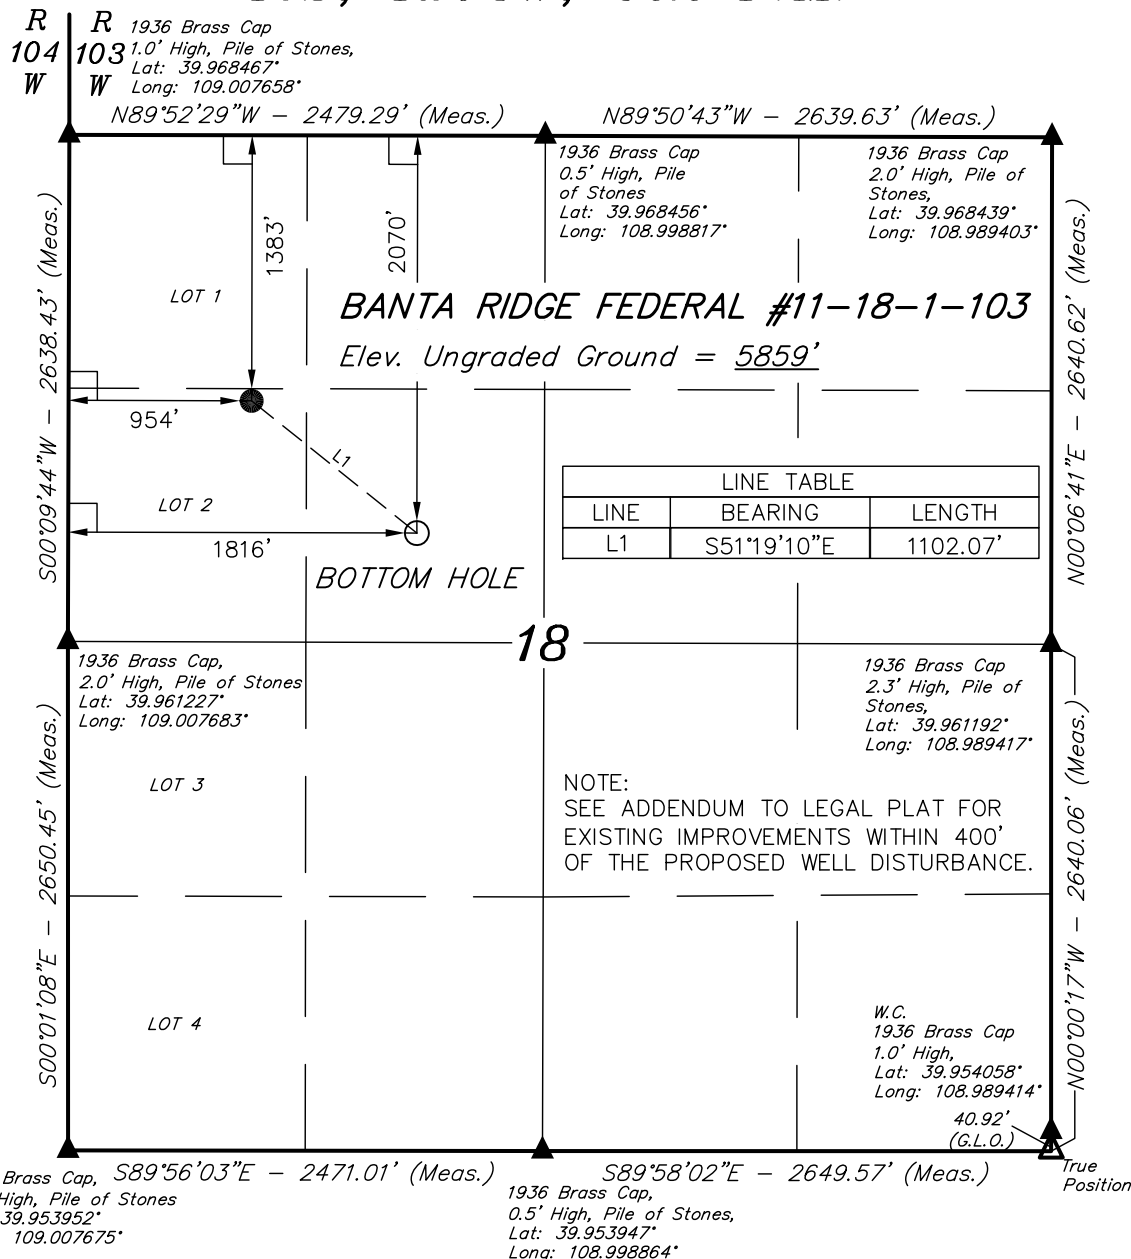 R
104
W
R
103
W
1936 Brass Cap
1.0' High, Pile of Stones,
Lat: 39.968467°
Long: 109.007658°
N89°52'29"W - 2479.29' (Meas.)
N89°50'43"W - 2639.63' (Meas.)
1936 Brass Cap
0.5' High, Pile
of Stones
Lat: 39.968456°
Long: 108.998817°
1936 Brass Cap
2.0' High, Pile of
Stones,
Lat: 39.968439°
Long: 108.989403°
S00°09'44"W - 2638.43' (Meas.)
1383'
2070'
N00°06'41"E - 2640.62' (Meas.)
LOT 1
BANTA RIDGE FEDERAL #11-18-1-103
Elev. Ungraded Ground = 5859'
954'
L1
LOT 2
1816'
BOTTOM HOLE
LINE TABLE
LINE BEARING LENGTH
L1 S51°19'10"E 1102.07'
18
1936 Brass Cap,
2.0' High, Pile of Stones
Lat: 39.961227°
Long: 109.007683°
1936 Brass Cap
2.3' High, Pile of
Stones,
Lat: 39.961192°
Long: 108.989417°
S00°01'08"E - 2650.45' (Meas.)
LOT 3
NOTE:
SEE ADDENDUM TO LEGAL PLAT FOR
EXISTING IMPROVEMENTS WITHIN 400'
OF THE PROPOSED WELL DISTURBANCE.
N00°00'17"W - 2640.06' (Meas.)
LOT 4
W.C.
1936 Brass Cap
1.0' High,
Lat: 39.954058°
Long: 108.989414°
40.92'
(G.L.O.)
True
Position
S89°56'03"E - 2471.01' (Meas.)
S89°58'02"E - 2649.57' (Meas.)
Brass Cap,
High, Pile of Stones
39.953952°
109.007675°
1936 Brass Cap,
0.5' High, Pile of Stones,
Lat: 39.953947°
Long: 108.998864°